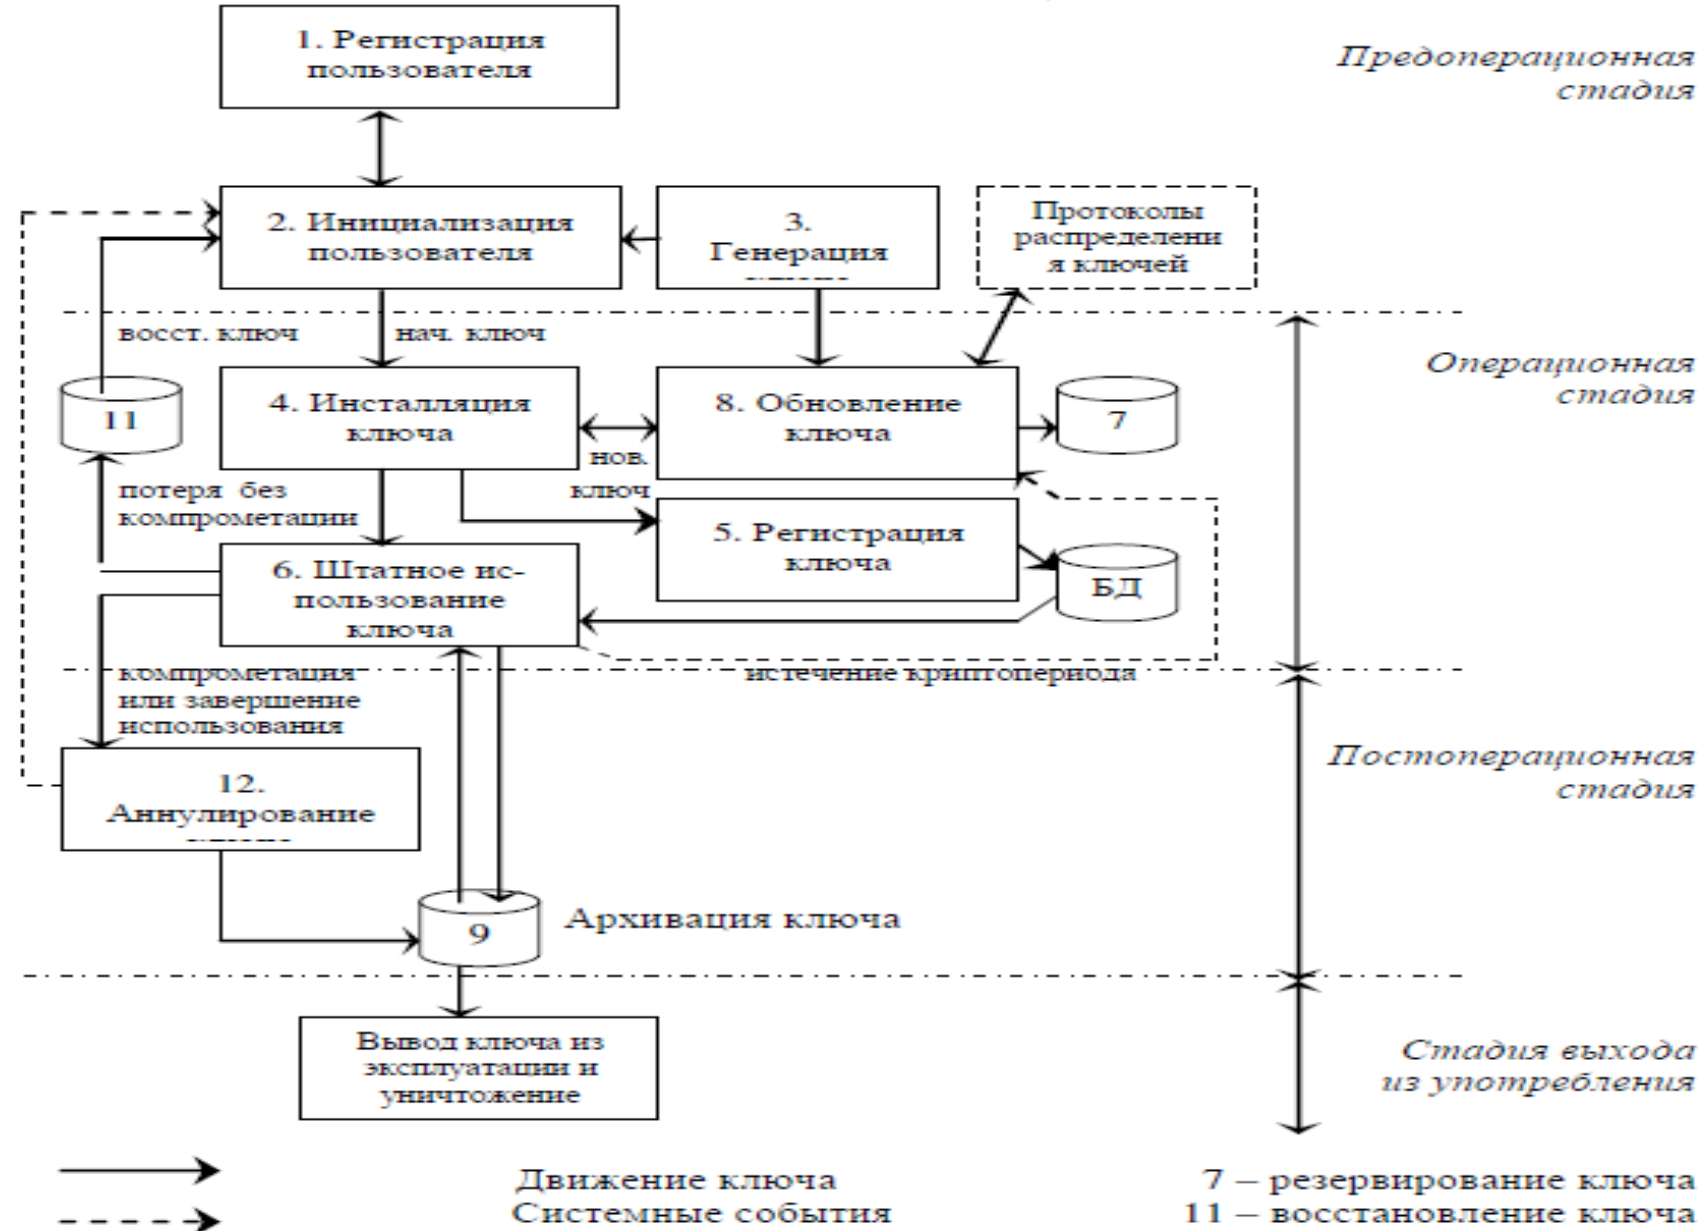 1. Регистрация
пользователя
Предоперационная
стадия
2. Инициализация
пользователя
3.
Генерация
Протоколы
распределени
я ключей
восст. ключ
нач. ключ
Операционная
стадия
11
4. Инсталляция
ключа
8. Обновление
ключа
7
нов.
ключ
потеря без
компрометации
5. Регистрация
ключа
6. Штатное ис-
пользование
ключа
БД
компрометация
или завершение
использования
истечение криптопериода
Постоперационная
стадия
12.
Аннулирование
9
Архивация ключа
Вывод ключа из
эксплуатации и
уничтожение
Стадия выхода
из употребления
Движение ключа
Системные события
7 – резервирование ключа
11 – восстановление ключа